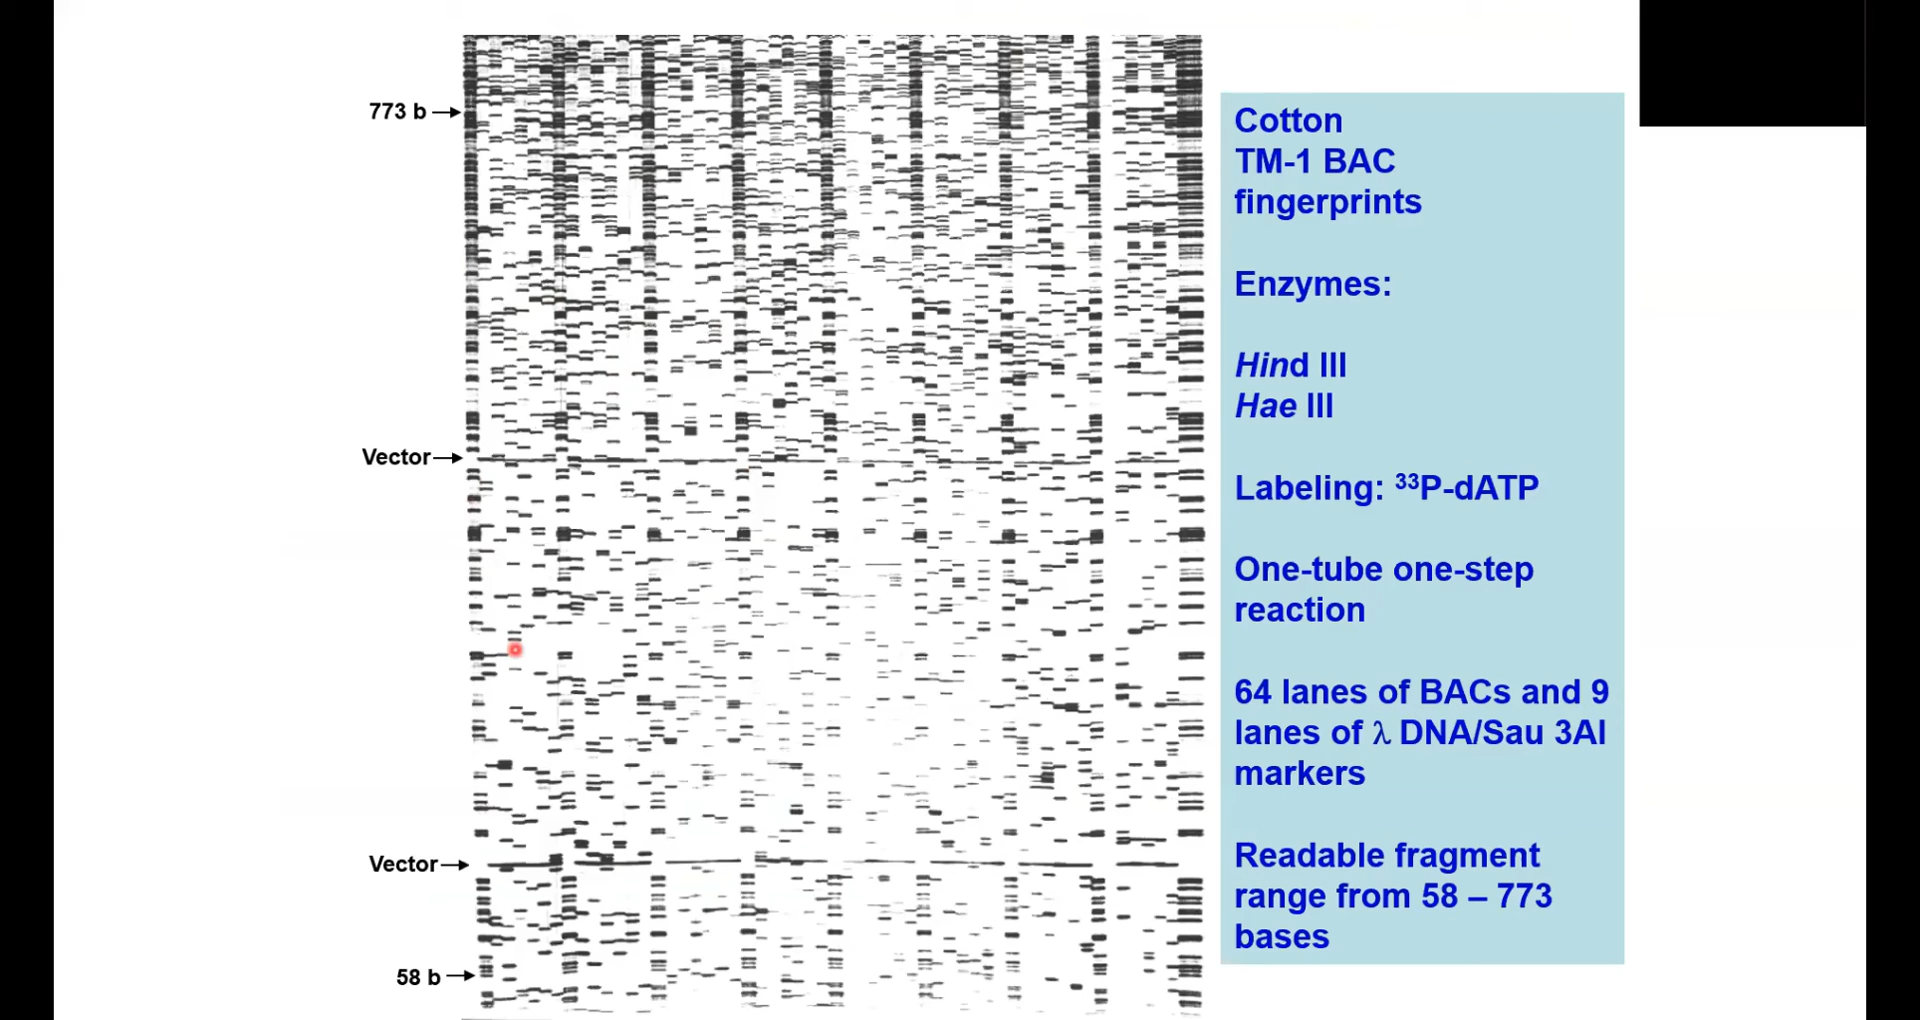 773 b
Vector
Vector
58 b
Cotton
TM-1 BAC
fingerprints
Enzymes:
Hind III
Hae III
Labeling: ³³P-dATP
One-tube one-step
reaction
64 lanes of BACs and 9
lanes of λ DNA/Sau 3AI
markers
Readable fragment
range from 58 – 773
bases